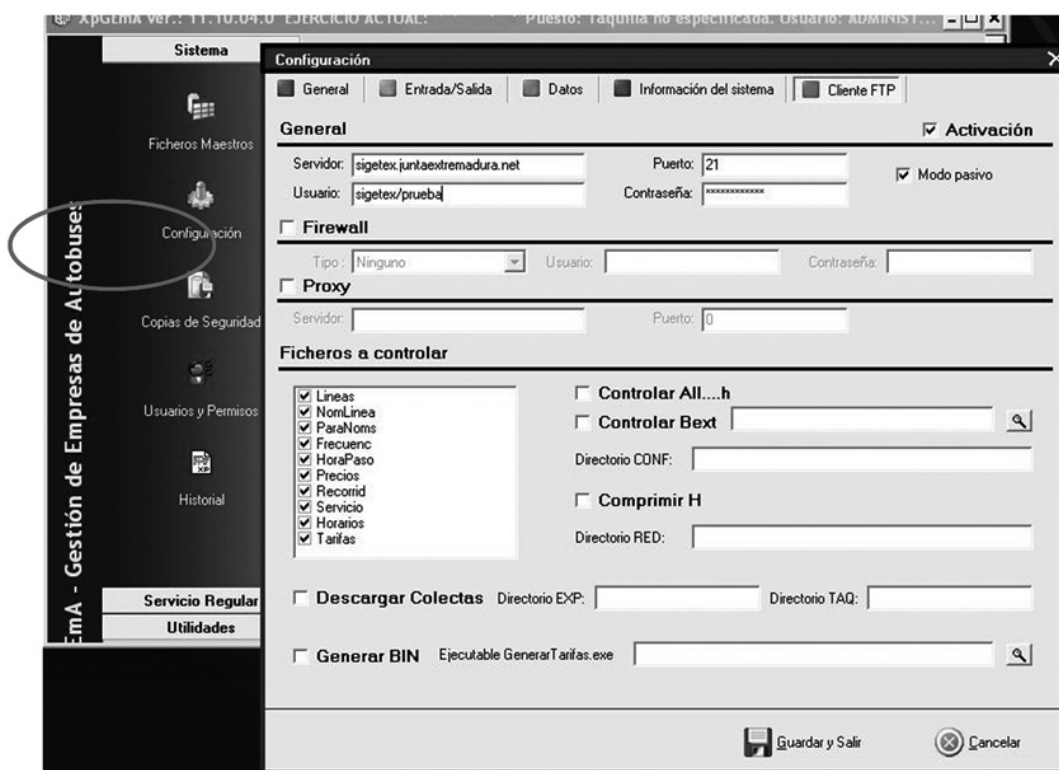 XpGEmA Ver.: 11.10.04.0 EJERCICIO ACTUAL: Puesto: Taquilla no especificada. Usuario: ADMINIST...
EmA - Gestión de Empresas de Autobuses
Sistema
Ficheros Maestros
Configuración
Copias de Seguridad
Usuarios y Permisos
Historial
Servicio Regular
Utilidades
Configuración
General Entrada/Salida Datos Información del sistema Cliente FTP
General Activación
Servidor: sigetex.juntaextremadura.net Puerto: 21 Modo pasivo
Usuario: sigetex/prueba Contraseña: ************
Firewall
Tipo: Ninguno Usuario: Contraseña:
Proxy
Servidor: Puerto: 0
Ficheros a controlar
Lineas
NomLinea
ParaNoms
Frecuenc
HoraPaso
Precios
Recorrid
Servicio
Horarios
Tarifas
Controlar All....h
Controlar Bext
Directorio CONF:
Comprimir H
Directorio RED:
Descargar Colectas Directorio EXP: Directorio TAQ:
Generar BIN Ejecutable GenerarTarifas.exe
Guardar y Salir Cancelar